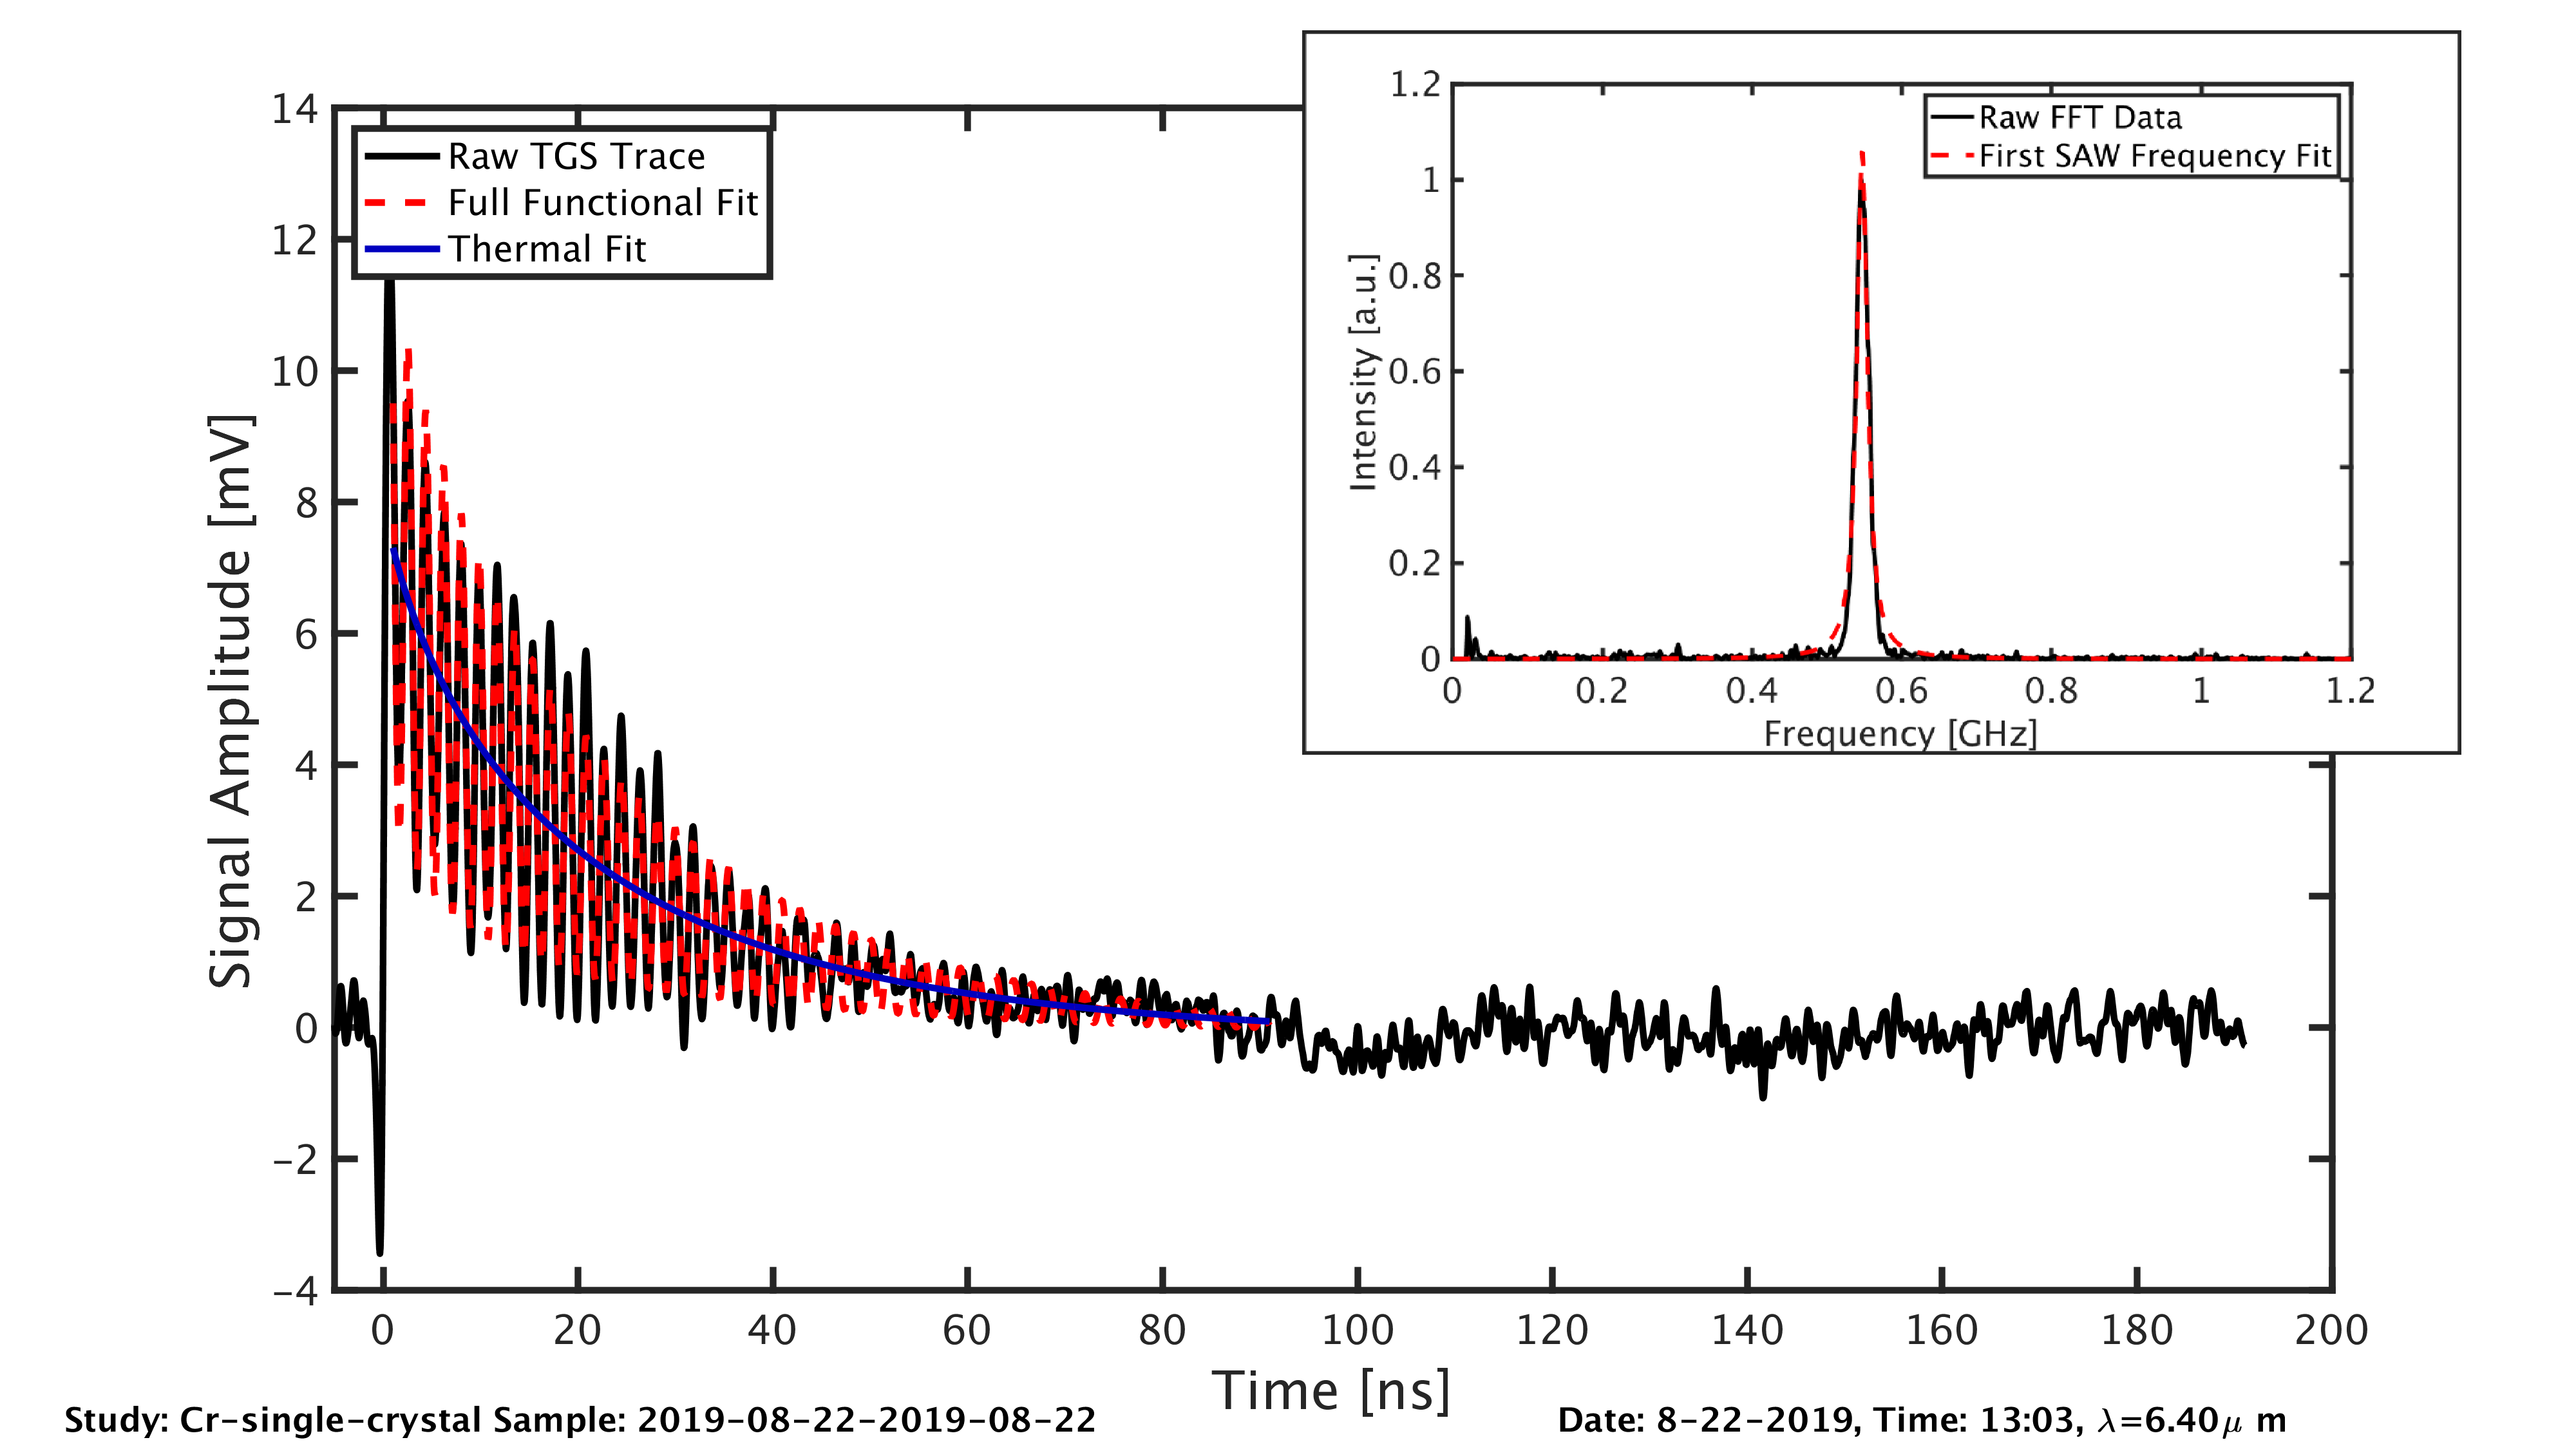 1.2
1
0.8
0.6
0.4
0.2
0
Intensity [a.u.]
Raw FFT Data
First SAW Frequency Fit
0 0.2 0.4 0.6 0.8 1 1.2
Frequency [GHz]
14
12
10
8
6
4
2
0
-2
-4
Signal Amplitude [mV]
Raw TGS Trace
Full Functional Fit
Thermal Fit
0 20 40 60 80 100 120 140 160 180 200
Time [ns]
Study: Cr-single-crystal Sample: 2019-08-22-2019-08-22
Date: 8-22-2019, Time: 13:03, λ=6.40μ m